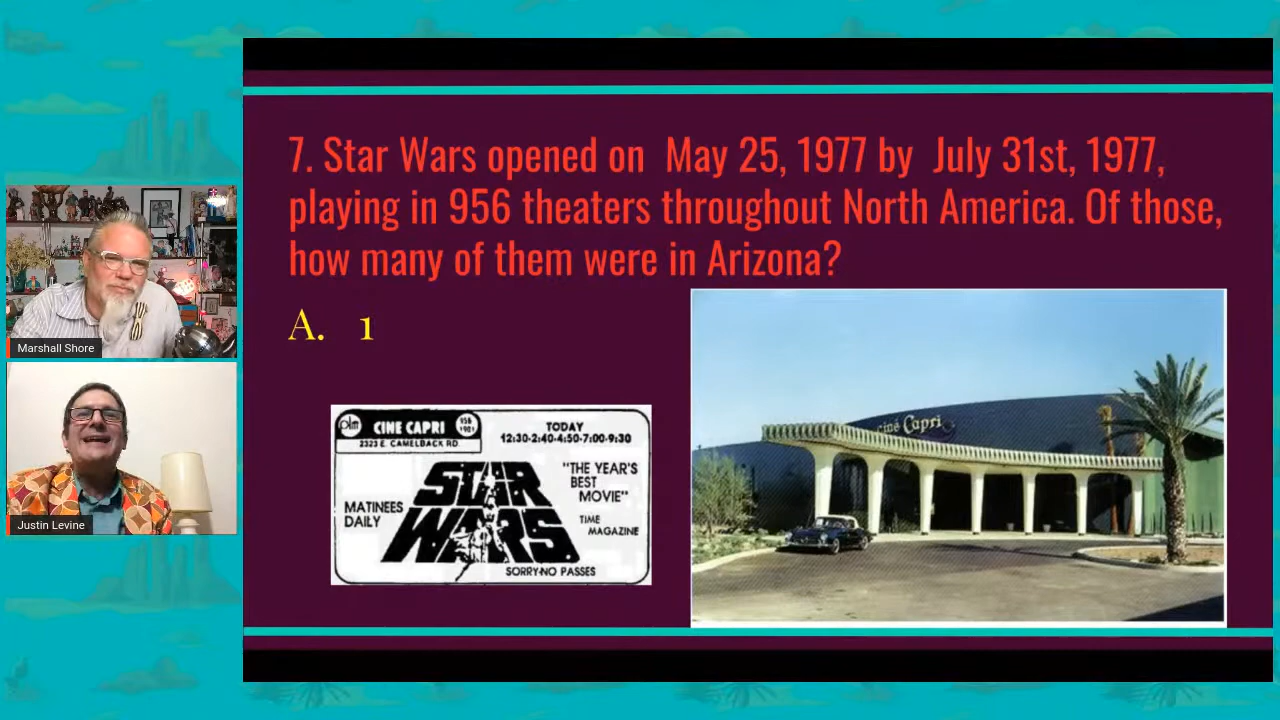 7. Star Wars opened on May 25, 1977 by July 31st, 1977,
playing in 956 theaters throughout North America. Of those,
how many of them were in Arizona?
A. 1
plm CINE CAPRI
2323 E. CAMELBACK RD.
TODAY
12:30-2:40-4:50-7:00-9:30
STAR
WARS
MATINEES
DAILY
"THE YEAR'S
BEST
MOVIE"
TIME
MAGAZINE
SORRY-NO PASSES
Ciné Capri
Marshall Shore
Justin Levine